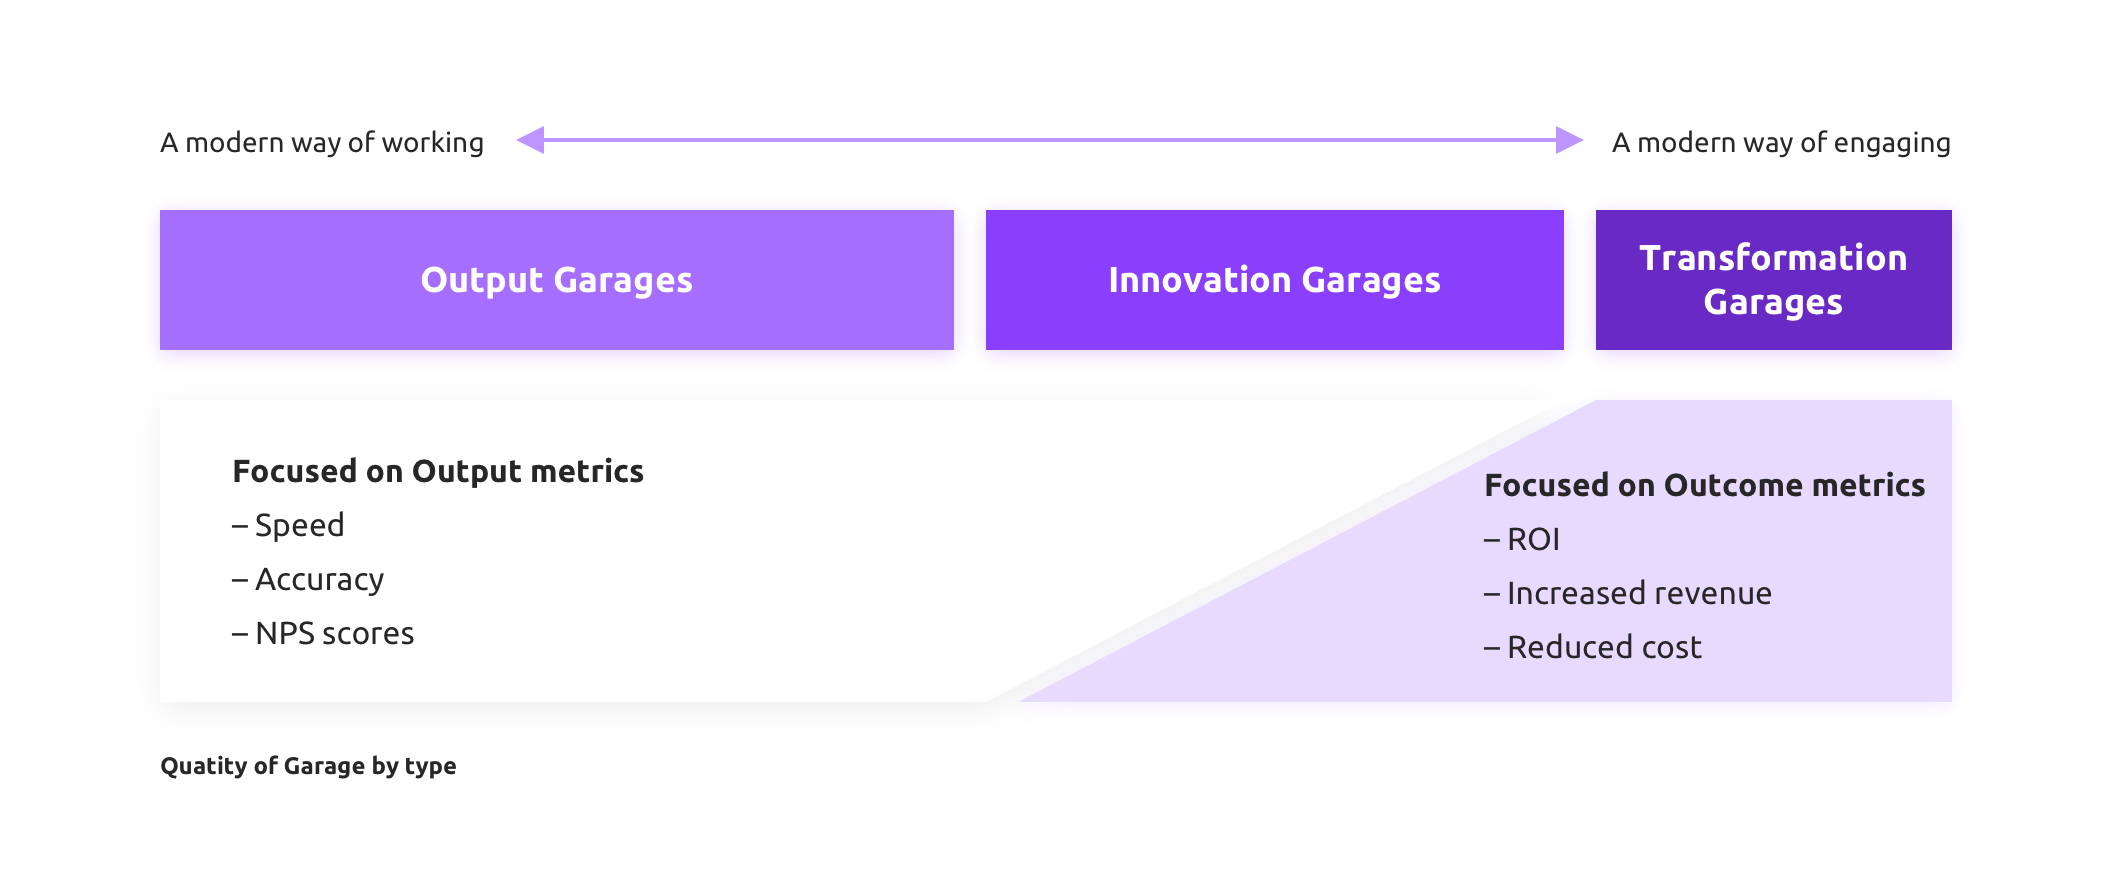 A modern way of working
A modern way of engaging
Output Garages
Innovation Garages
Transformation
Garages
Focused on Output metrics
– Speed
– Accuracy
– NPS scores
Focused on Outcome metrics
– ROI
– Increased revenue
– Reduced cost
Quatity of Garage by type